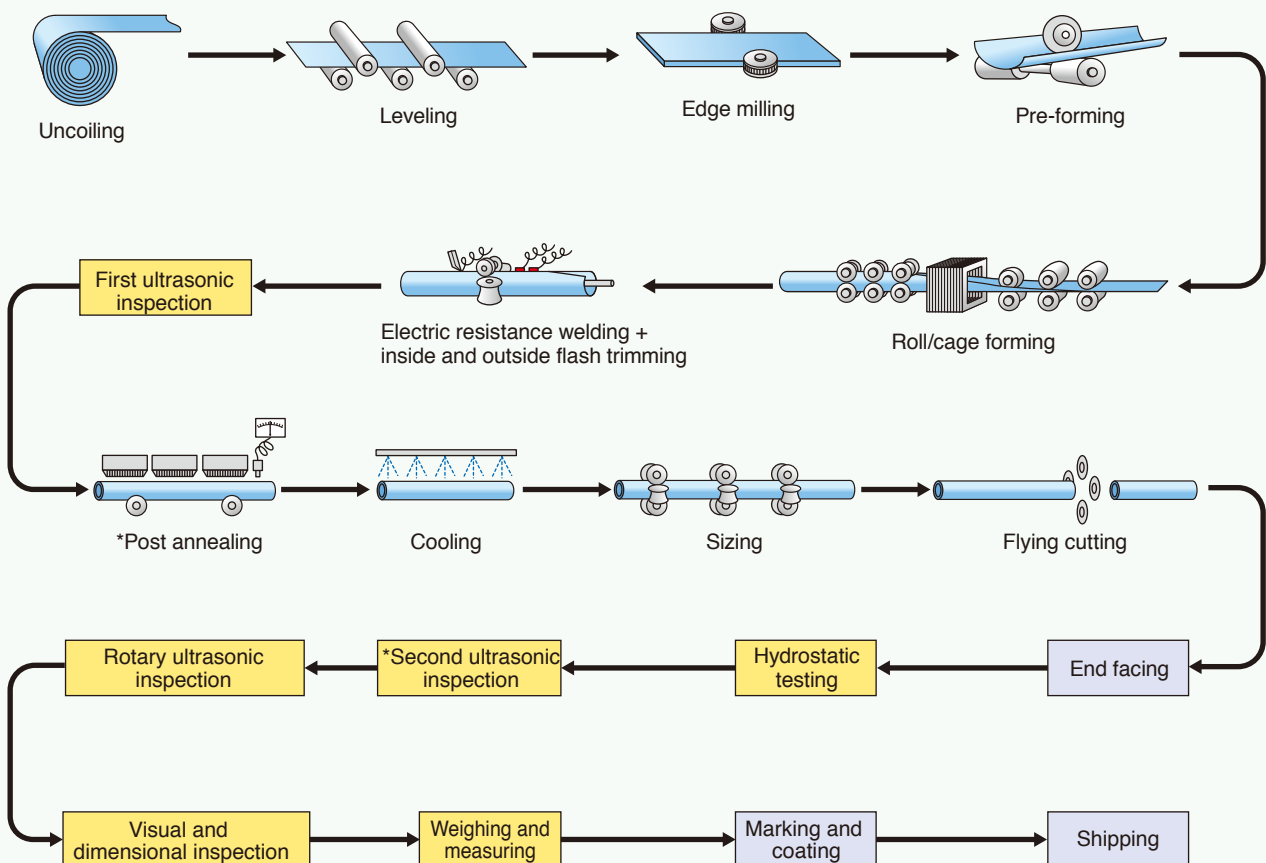 Uncoiling
Leveling
Edge milling
Pre-forming
First ultrasonic
inspection
Electric resistance welding +
inside and outside flash trimming
Roll/cage forming
*Post annealing
Cooling
Sizing
Flying cutting
Rotary ultrasonic
inspection
*Second ultrasonic
inspection
Hydrostatic
testing
End facing
Visual and
dimensional inspection
Weighing and
measuring
Marking and
coating
Shipping